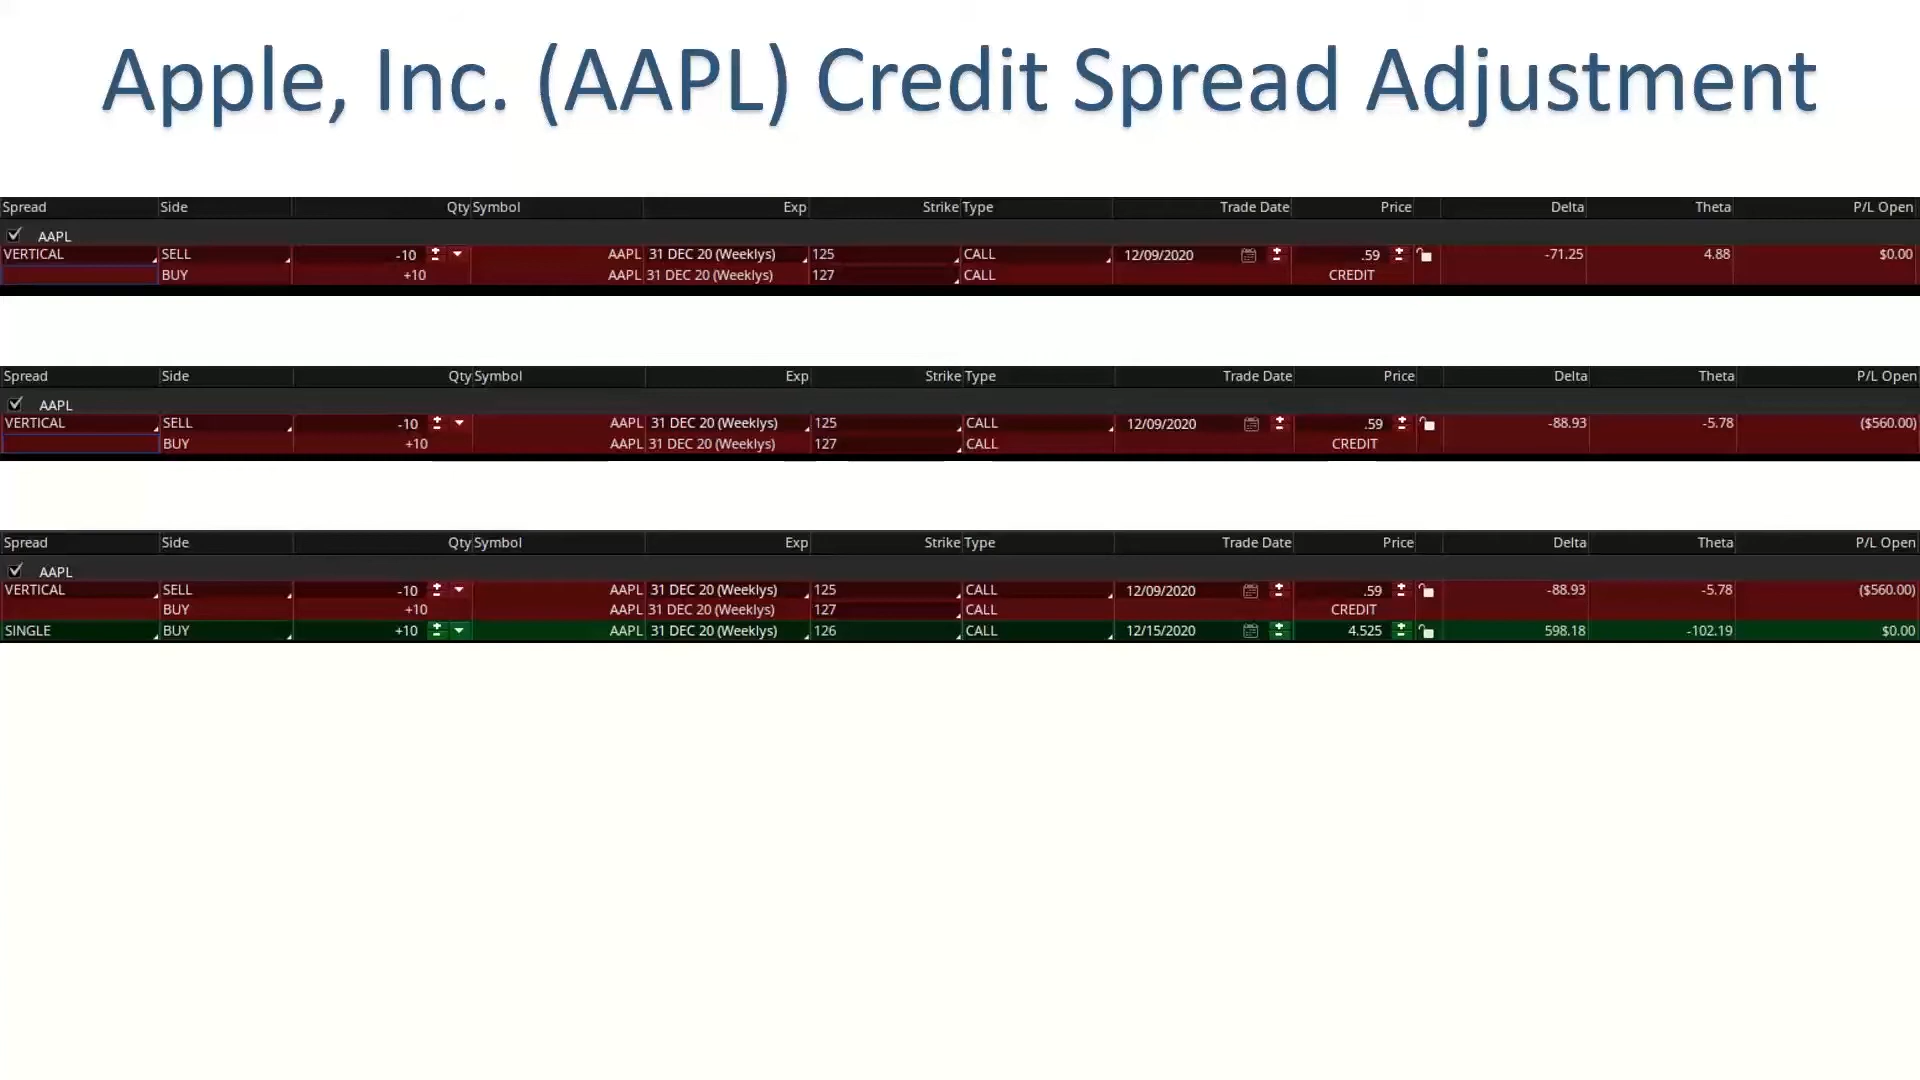 Apple, Inc. (AAPL) Credit Spread Adjustment
Spread Side Qty Symbol Exp Strike Type Trade Date Price Delta Theta P/L Open
AAPL
VERTICAL SELL -10 AAPL 31 DEC 20 (Weeklys) 125 CALL 12/09/2020 .59 -71.25 4.88 $0.00
BUY +10 AAPL 31 DEC 20 (Weeklys) 127 CALL CREDIT
Spread Side Qty Symbol Exp Strike Type Trade Date Price Delta Theta P/L Open
AAPL
VERTICAL SELL -10 AAPL 31 DEC 20 (Weeklys) 125 CALL 12/09/2020 .59 -88.93 -5.78 ($560.00)
BUY +10 AAPL 31 DEC 20 (Weeklys) 127 CALL CREDIT
Spread Side Qty Symbol Exp Strike Type Trade Date Price Delta Theta P/L Open
AAPL
VERTICAL SELL -10 AAPL 31 DEC 20 (Weeklys) 125 CALL 12/09/2020 .59 -88.93 -5.78 ($560.00)
BUY +10 AAPL 31 DEC 20 (Weeklys) 127 CALL CREDIT
SINGLE BUY +10 AAPL 31 DEC 20 (Weeklys) 126 CALL 12/15/2020 4.525 598.18 -102.19 $0.00